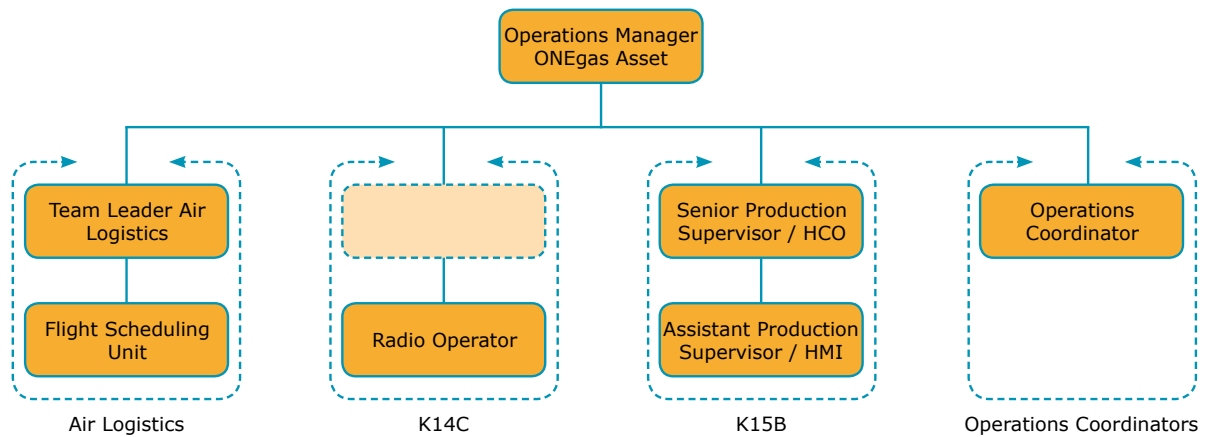 Operations Manager
ONEgas Asset
Team Leader Air
Logistics
Senior Production
Supervisor / HCO
Operations
Coordinator
Flight Scheduling
Unit
Radio Operator
Assistant Production
Supervisor / HMI
Air Logistics
K14C
K15B
Operations Coordinators